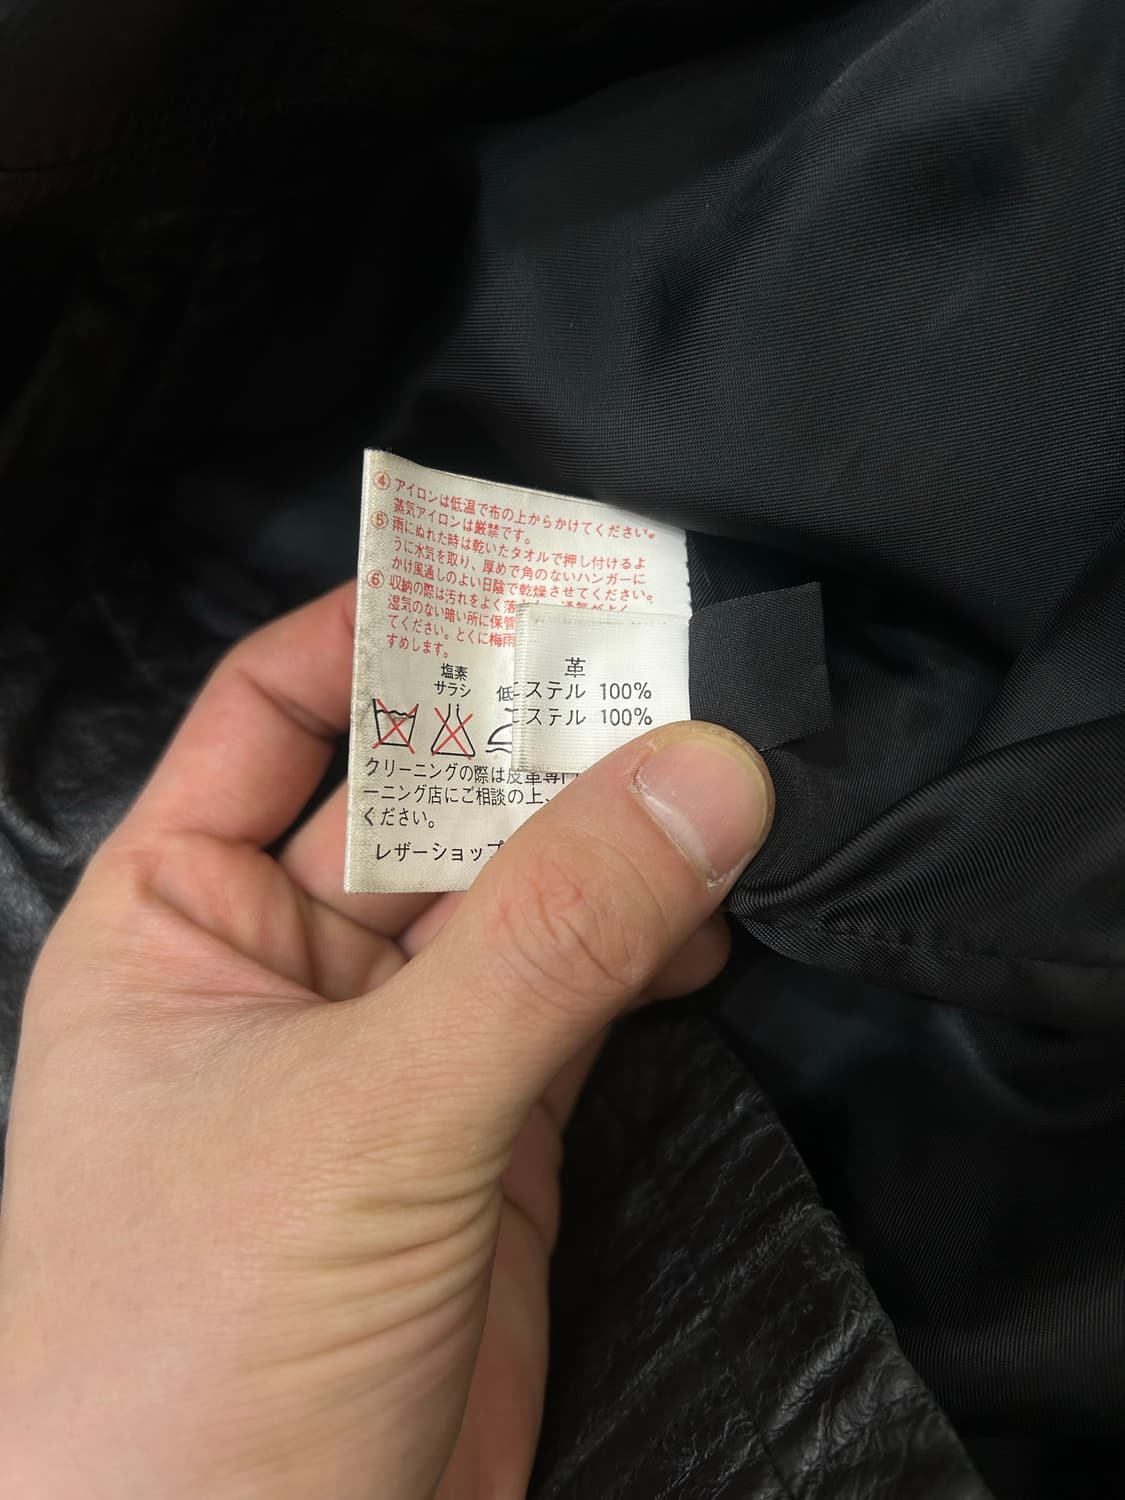 ④アイロンは低温で布の上からかけてください。
蒸気アイロンは厳禁です。
⑤雨にぬれた時は乾いたタオルで押し付けるよ
うに水気を取り、厚めで角のないハンガーに
かけ風通しのよい日陰で乾燥させてください。
⑥収納の際は汚れをよく落
湿気のない暗い所に保管
てください。とくに梅雨
すめします。
塩素
サラシ
低
革
エステル 100%
エステル 100%
クリーニングの際は皮革専門
ーニング店にご相談の上、
ください。
レザーショップ